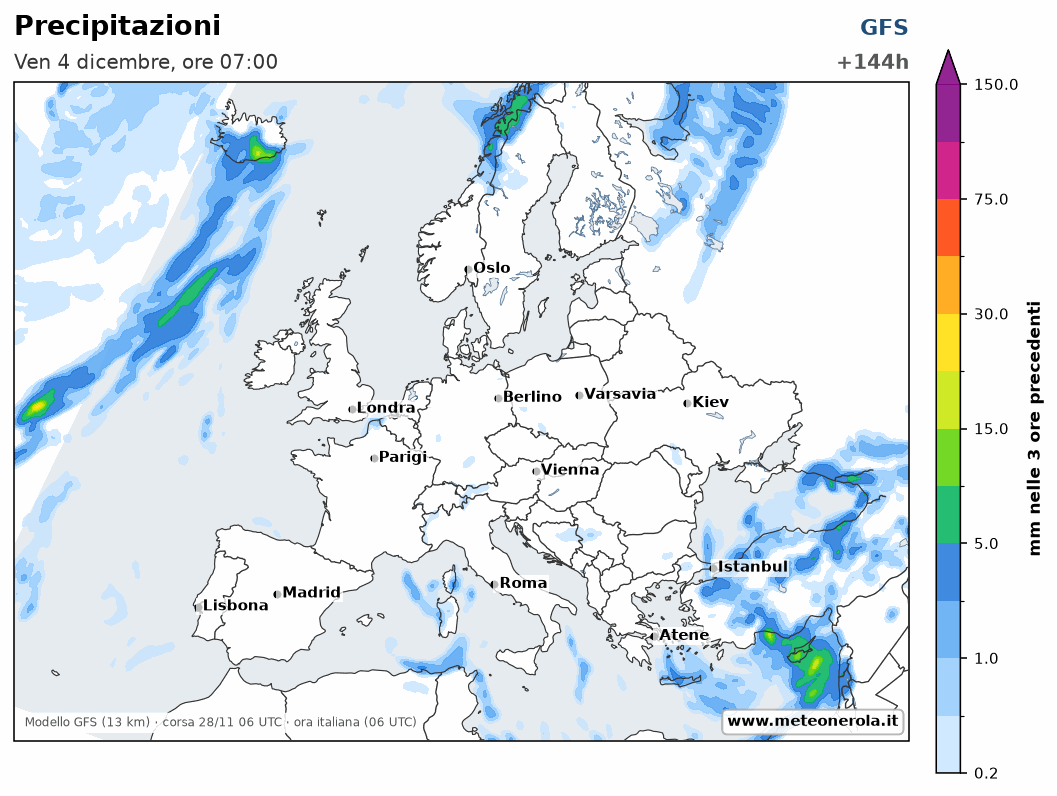 Precipitazioni
GFS
Ven 4 dicembre, ore 07:00
+144h
150.0
75.0
30.0
15.0
5.0
1.0
0.2
mm nelle 3 ore precedenti
Oslo
Berlino
Varsavia
Kiev
Londra
Parigi
Vienna
Istanbul
Roma
Madrid
Lisbona
Atene
Modello GFS (13 km) · corsa 28/11 06 UTC · ora italiana (06 UTC)
www.meteonerola.it